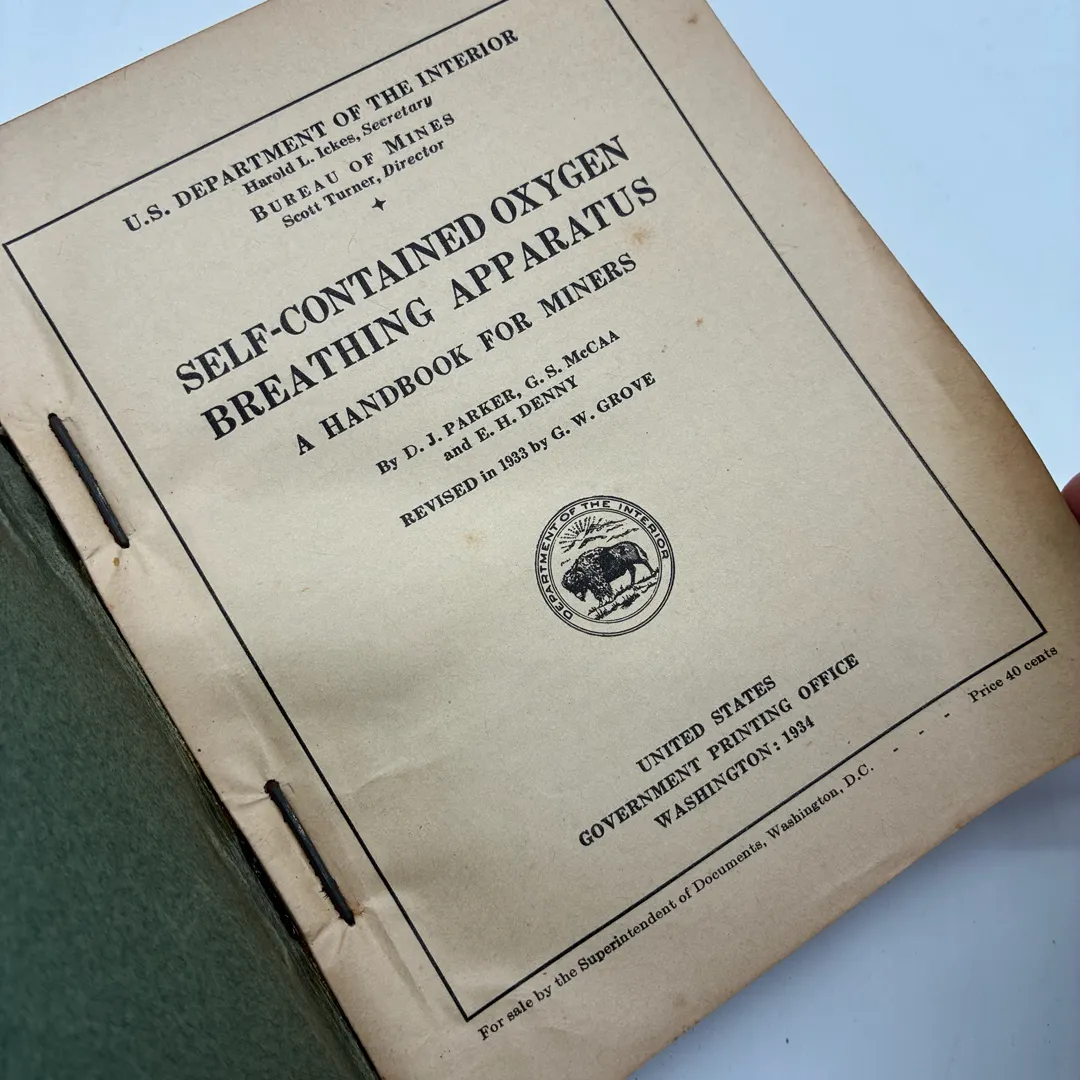 U.S. DEPARTMENT OF THE INTERIOR
Harold L. Ickes, Secretary
BUREAU OF MINES
Scott Turner, Director
SELF-CONTAINED OXYGEN
BREATHING APPARATUS
A HANDBOOK FOR MINERS
By D. J. PARKER, G. S. McCAA
and E. H. DENNY
REVISED in 1933 by G. W. GROVE
DEPARTMENT OF THE INTERIOR
UNITED STATES
GOVERNMENT PRINTING OFFICE
WASHINGTON : 1934
For sale by the Superintendent of Documents, Washington, D.C.
Price 40 cents